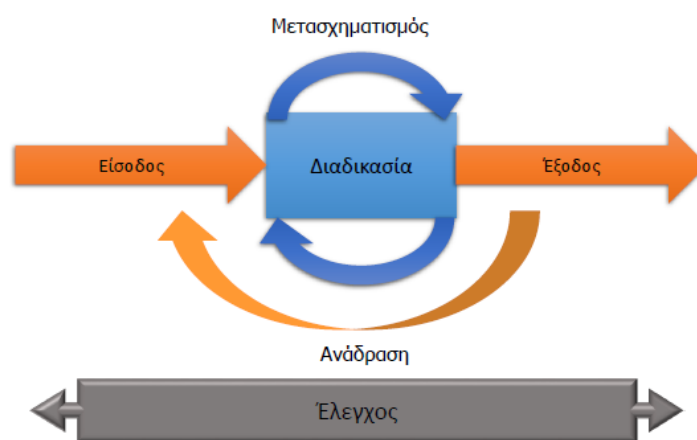 Μετασχηματισμός
Είσοδος
Διαδικασία
Έξοδος
Ανάδραση
Έλεγχος